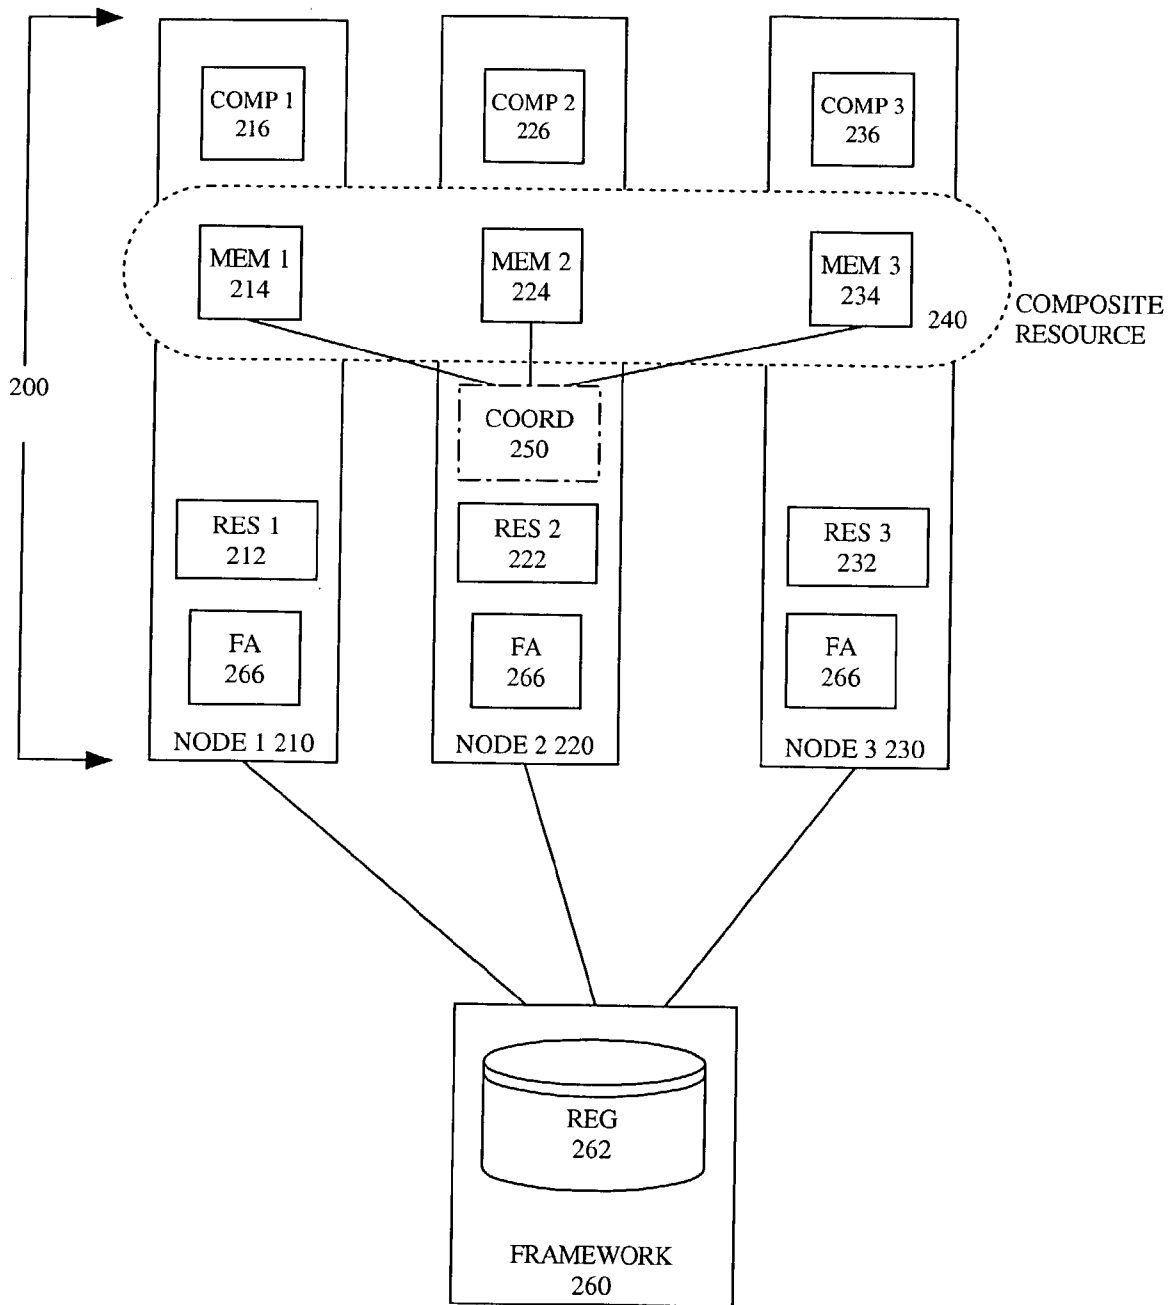 COMP 1
216
COMP 2
226
COMP 3
236
MEM 1
214
MEM 2
224
MEM 3
234
240
COMPOSITE
RESOURCE
200
COORD
250
RES 1
212
RES 2
222
RES 3
232
FA
266
FA
266
FA
266
NODE 1 210
NODE 2 220
NODE 3 230
REG
262
FRAMEWORK
260